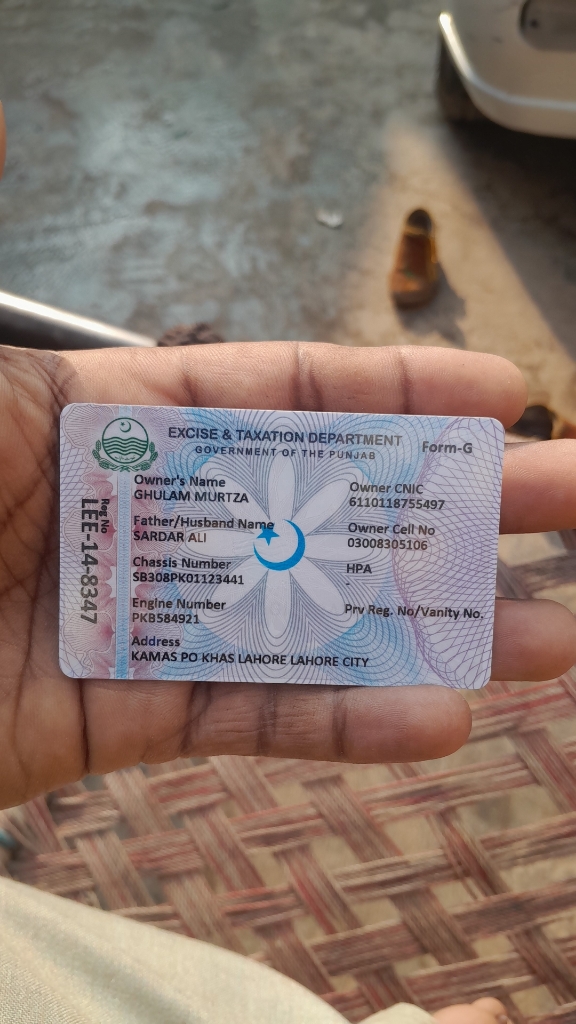 EXCISE & TAXATION DEPARTMENT
GOVERNMENT OF THE PUNJAB
Form-G
Reg No
LEE-14-8347
Owner's Name
GHULAM MURTZA
Owner CNIC
6110118755497
Father/Husband Name
SARDAR ALI
Owner Cell No
03008305106
Chassis Number
SB308PK01123441
HPA
-
Engine Number
PKB584921
Prv Reg. No/Vanity No.
Address
KAMAS PO KHAS LAHORE LAHORE CITY